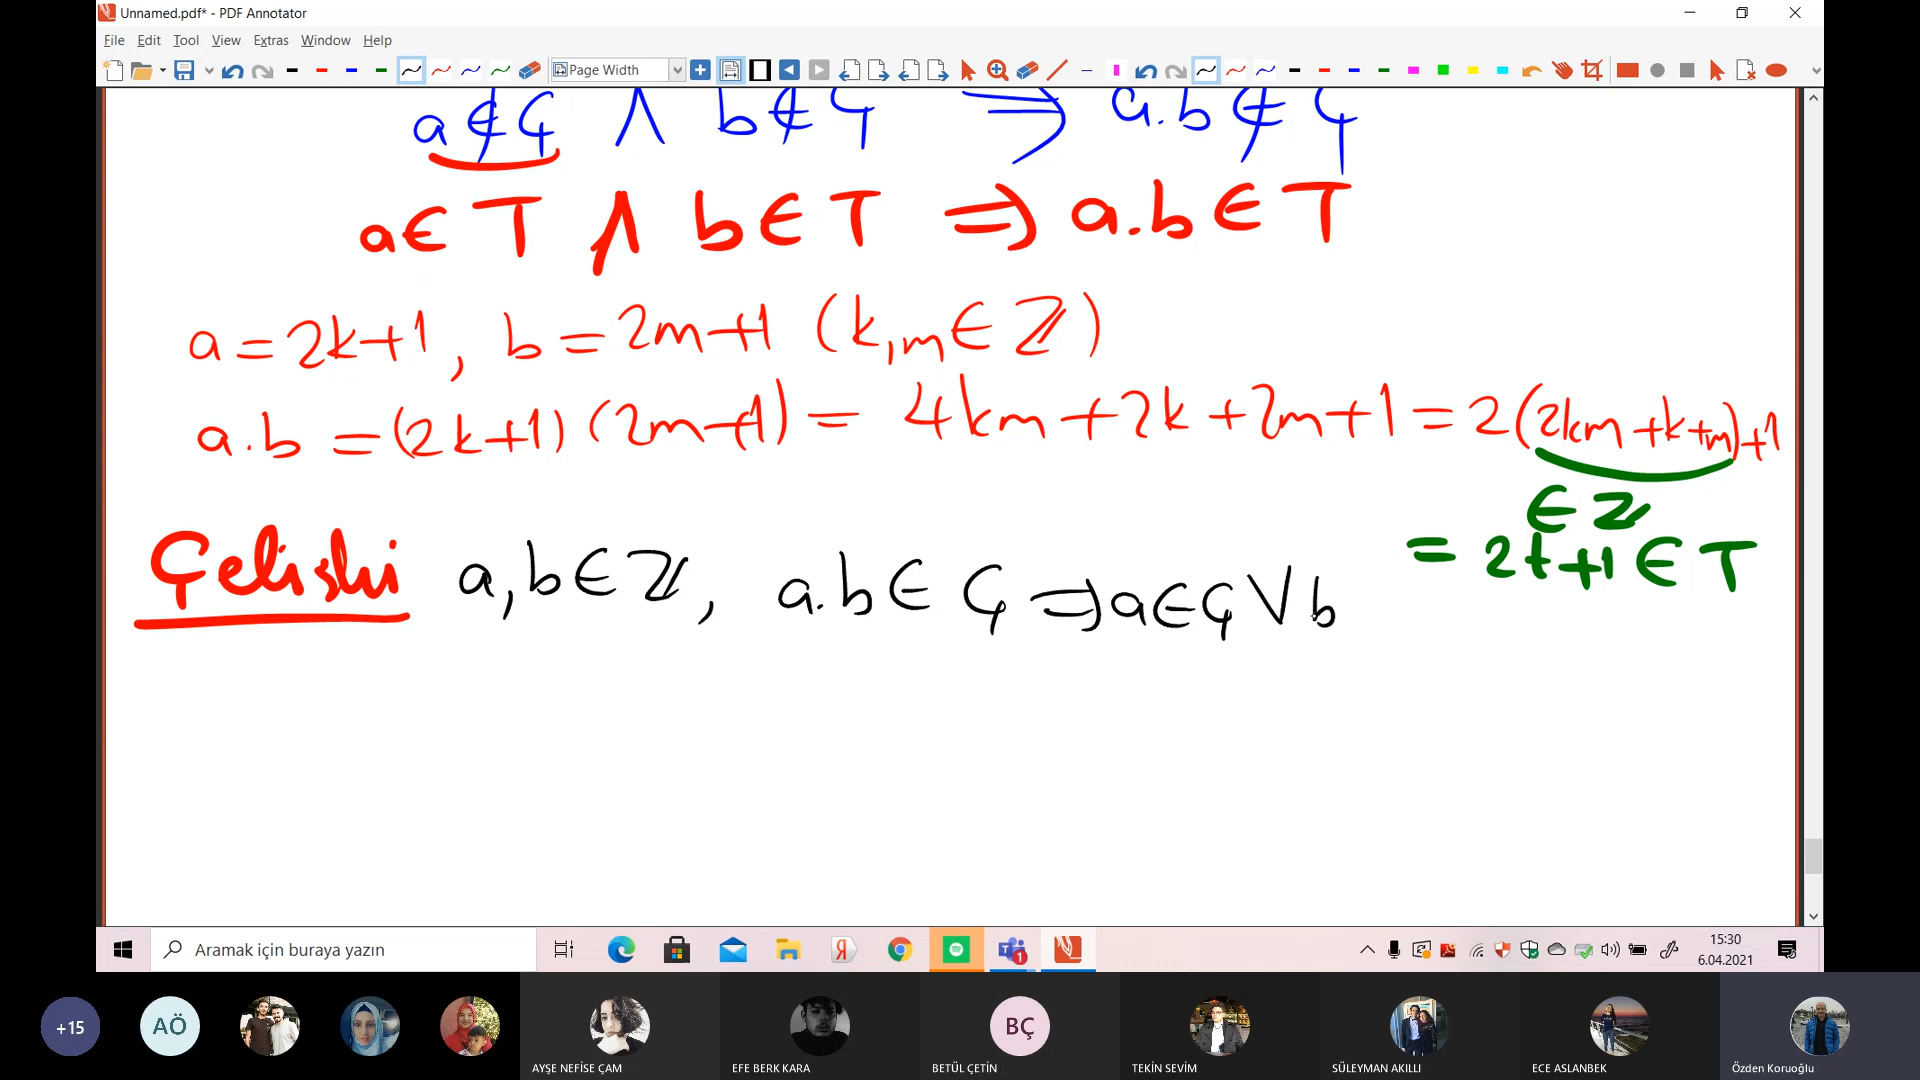 Unnamed.pdf* - PDF Annotator
File Edit Tool View Extras Window Help
Page Width
a∉Ç ∧ b∉Ç ⇒ a.b∉Ç
a∈T ∧ b∈T ⇒ a.b∈T
a=2k+1, b=2m+1 (k,m∈ℤ)
a.b=(2k+1)(2m+1)= 4km+2k+2m+1=2(2km+k+m)+1
∈ℤ
= 2t+1∈T
Çelişki a,b∈ℤ, a.b∈Ç⇒a∈Ç∨b
Aramak için buraya yazın
1
15:30
6.04.2021
+15
AÖ
BÇ
AYŞE NEFİSE ÇAM
EFE BERK KARA
BETÜL ÇETİN
TEKİN SEVİM
SÜLEYMAN AKILLI
ECE ASLANBEK
Özden Koruoğlu